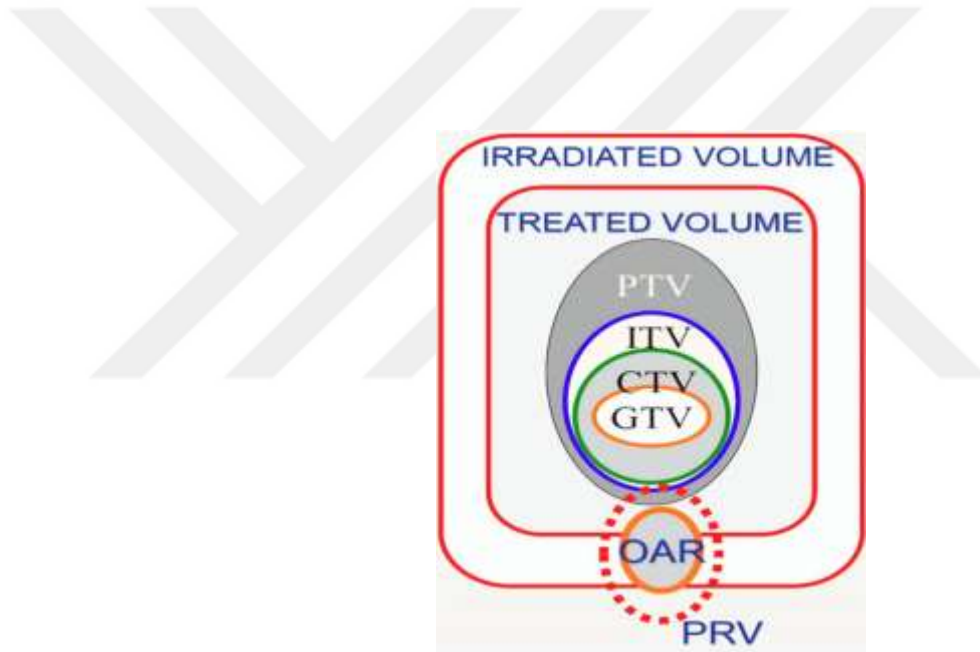 IRRADIATED VOLUME
TREATED VOLUME
PTV
ITV
CTV
GTV
OAR
PRV